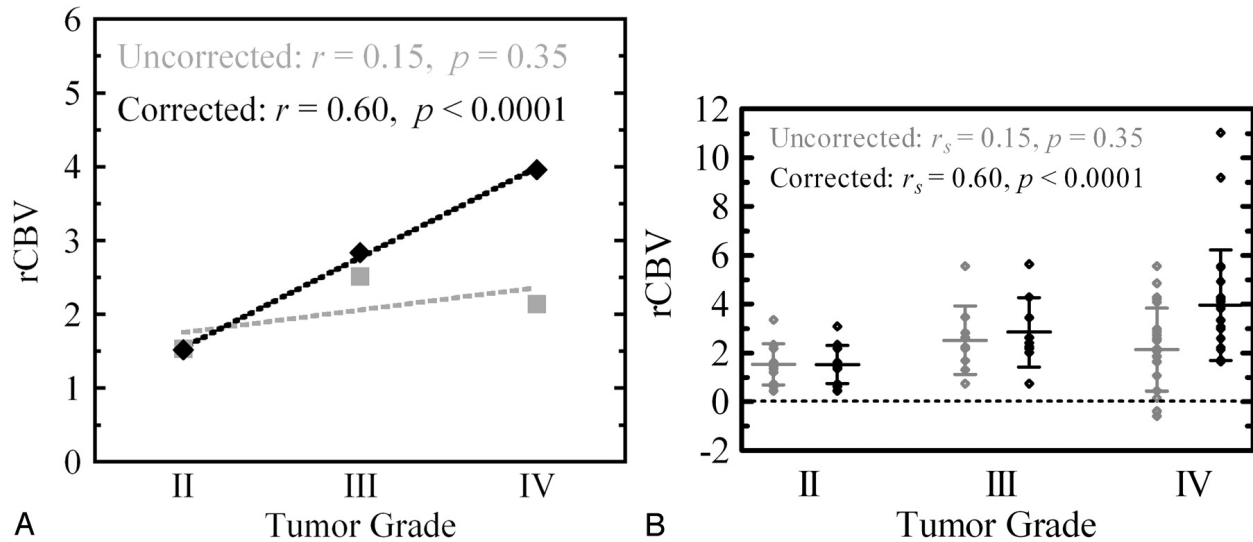 6
Uncorrected: r = 0.15, p = 0.35
5
Corrected: r = 0.60, p < 0.0001
4
3
2
1
0
rCBV
II III IV
Tumor Grade
A
12
Uncorrected: rs = 0.15, p = 0.35
10
Corrected: rs = 0.60, p < 0.0001
8
6
4
2
0
-2
rCBV
II III IV
Tumor Grade
B